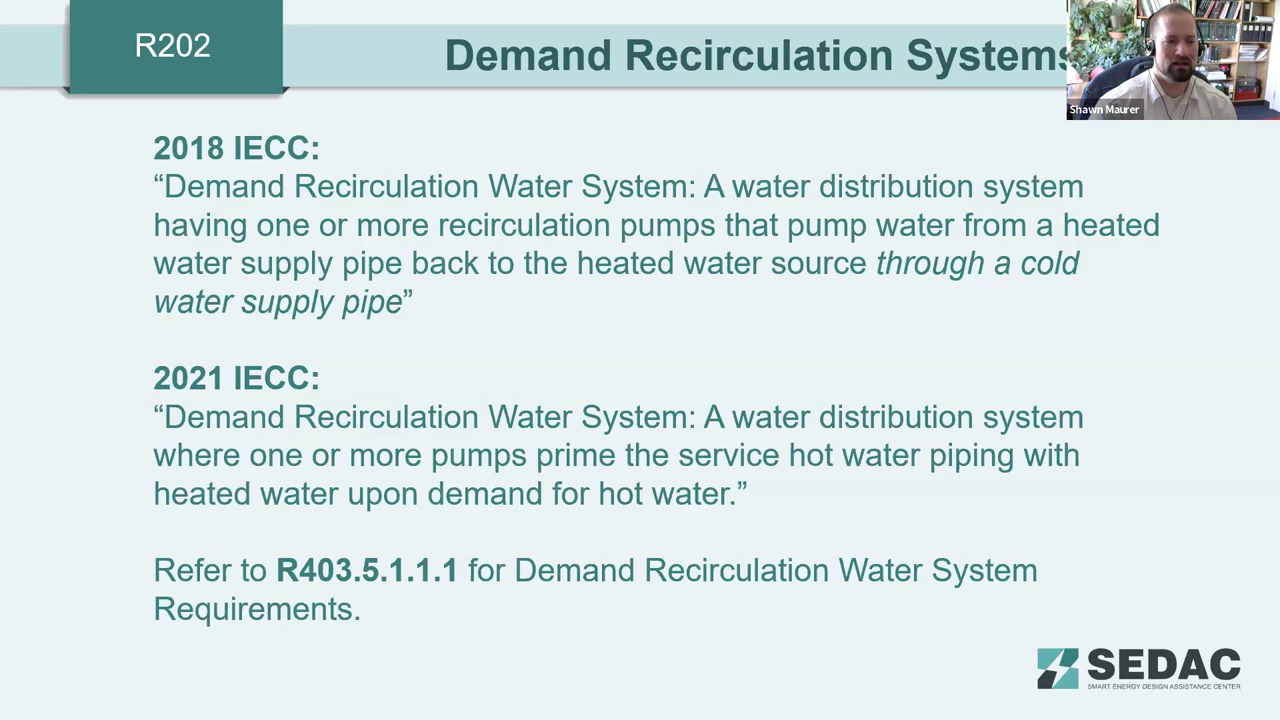 R202
Demand Recirculation Systems
Shawn Maurer
2018 IECC:
“Demand Recirculation Water System: A water distribution system
having one or more recirculation pumps that pump water from a heated
water supply pipe back to the heated water source through a cold
water supply pipe”
2021 IECC:
“Demand Recirculation Water System: A water distribution system
where one or more pumps prime the service hot water piping with
heated water upon demand for hot water.”
Refer to R403.5.1.1.1 for Demand Recirculation Water System
Requirements.
SEDAC
SMART ENERGY DESIGN ASSISTANCE CENTER